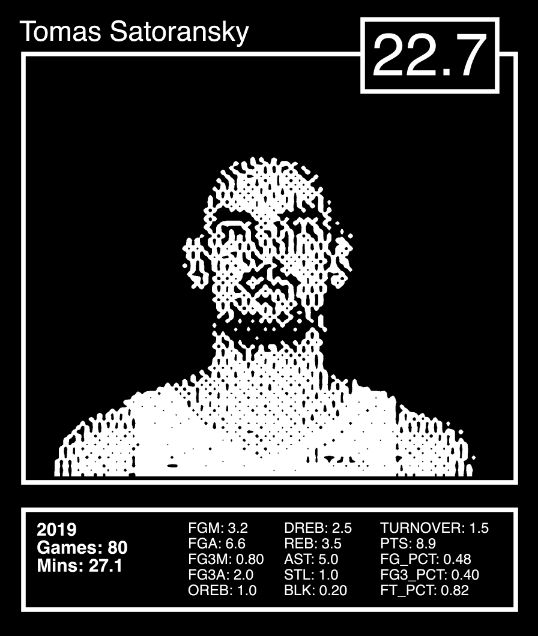 Tomas Satoransky
22.7
2019
Games: 80
Mins: 27.1
FGM: 3.2
FGA: 6.6
FG3M: 0.80
FG3A: 2.0
OREB: 1.0
DREB: 2.5
REB: 3.5
AST: 5.0
STL: 1.0
BLK: 0.20
TURNOVER: 1.5
PTS: 8.9
FG_PCT: 0.48
FG3_PCT: 0.40
FT_PCT: 0.82